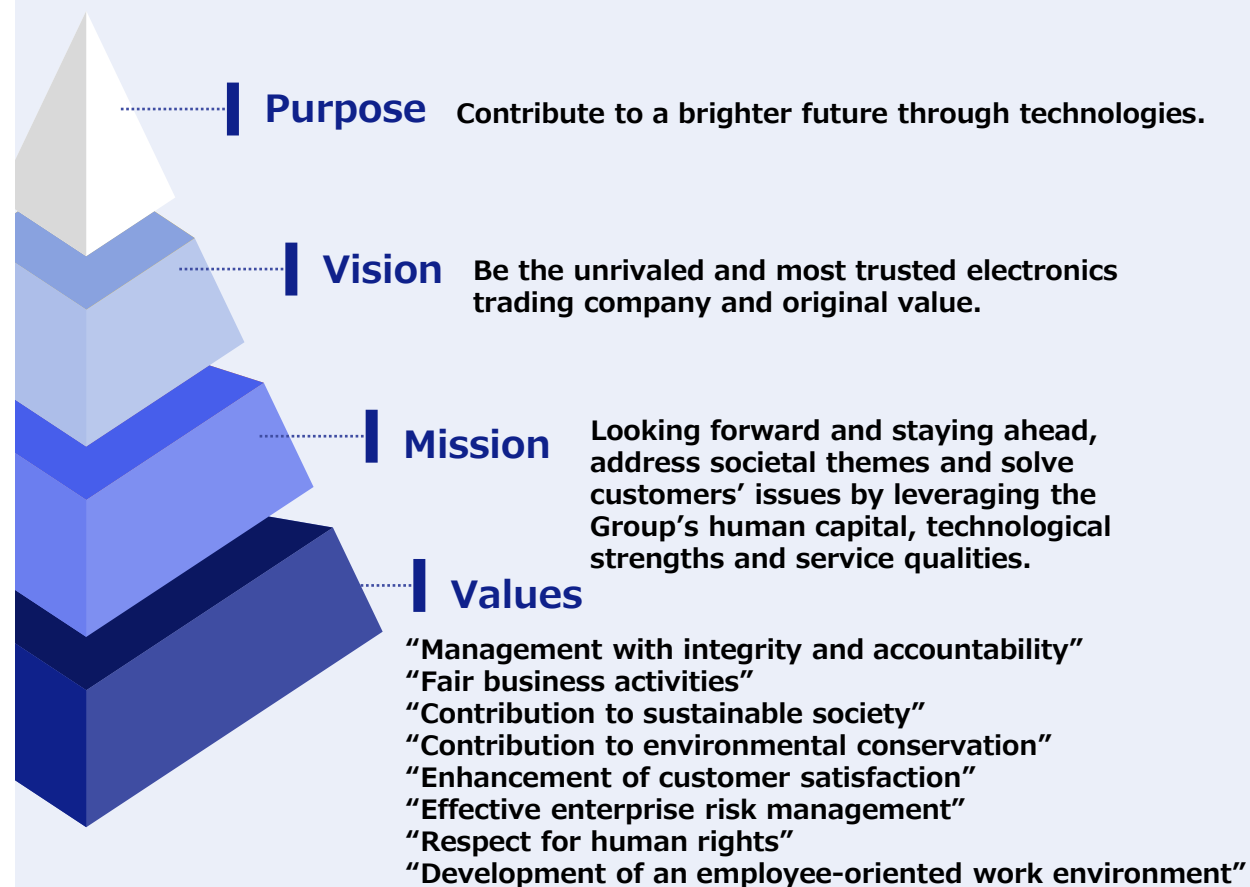 Purpose
Contribute to a brighter future through technologies.
Vision
Be the unrivaled and most trusted electronics
trading company and original value.
Mission
Looking forward and staying ahead,
address societal themes and solve
customers’ issues by leveraging the
Group’s human capital, technological
strengths and service qualities.
Values
“Management with integrity and accountability”
“Fair business activities”
“Contribution to sustainable society”
“Contribution to environmental conservation”
“Enhancement of customer satisfaction”
“Effective enterprise risk management”
“Respect for human rights”
“Development of an employee-oriented work environment”